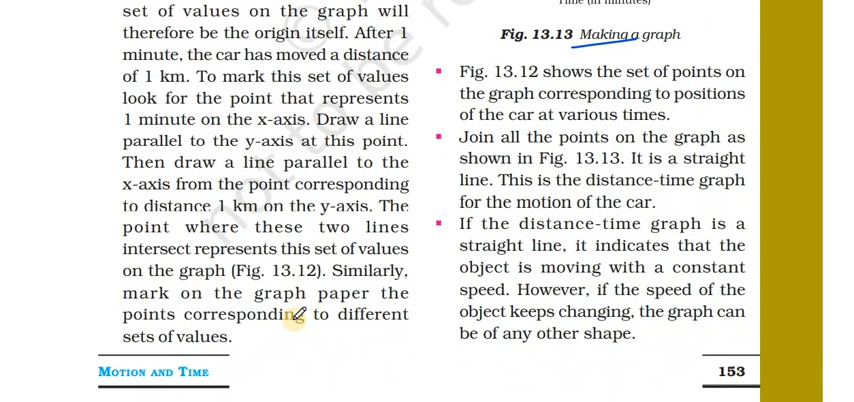 set of values on the graph will
therefore be the origin itself. After 1
minute, the car has moved a distance
of 1 km. To mark this set of values
look for the point that represents
1 minute on the x-axis. Draw a line
parallel to the y-axis at this point.
Then draw a line parallel to the
x-axis from the point corresponding
to distance 1 km on the y-axis. The
point where these two lines
intersect represents this set of values
on the graph (Fig. 13.12). Similarly,
mark on the graph paper the
points corresponding to different
sets of values.
MOTION AND TIME
Time (in minutes)
Fig. 13.13 Making a graph
▪ Fig. 13.12 shows the set of points on
the graph corresponding to positions
of the car at various times.
▪ Join all the points on the graph as
shown in Fig. 13.13. It is a straight
line. This is the distance-time graph
for the motion of the car.
▪ If the distance-time graph is a
straight line, it indicates that the
object is moving with a constant
speed. However, if the speed of the
object keeps changing, the graph can
be of any other shape.
153
©
not to be re